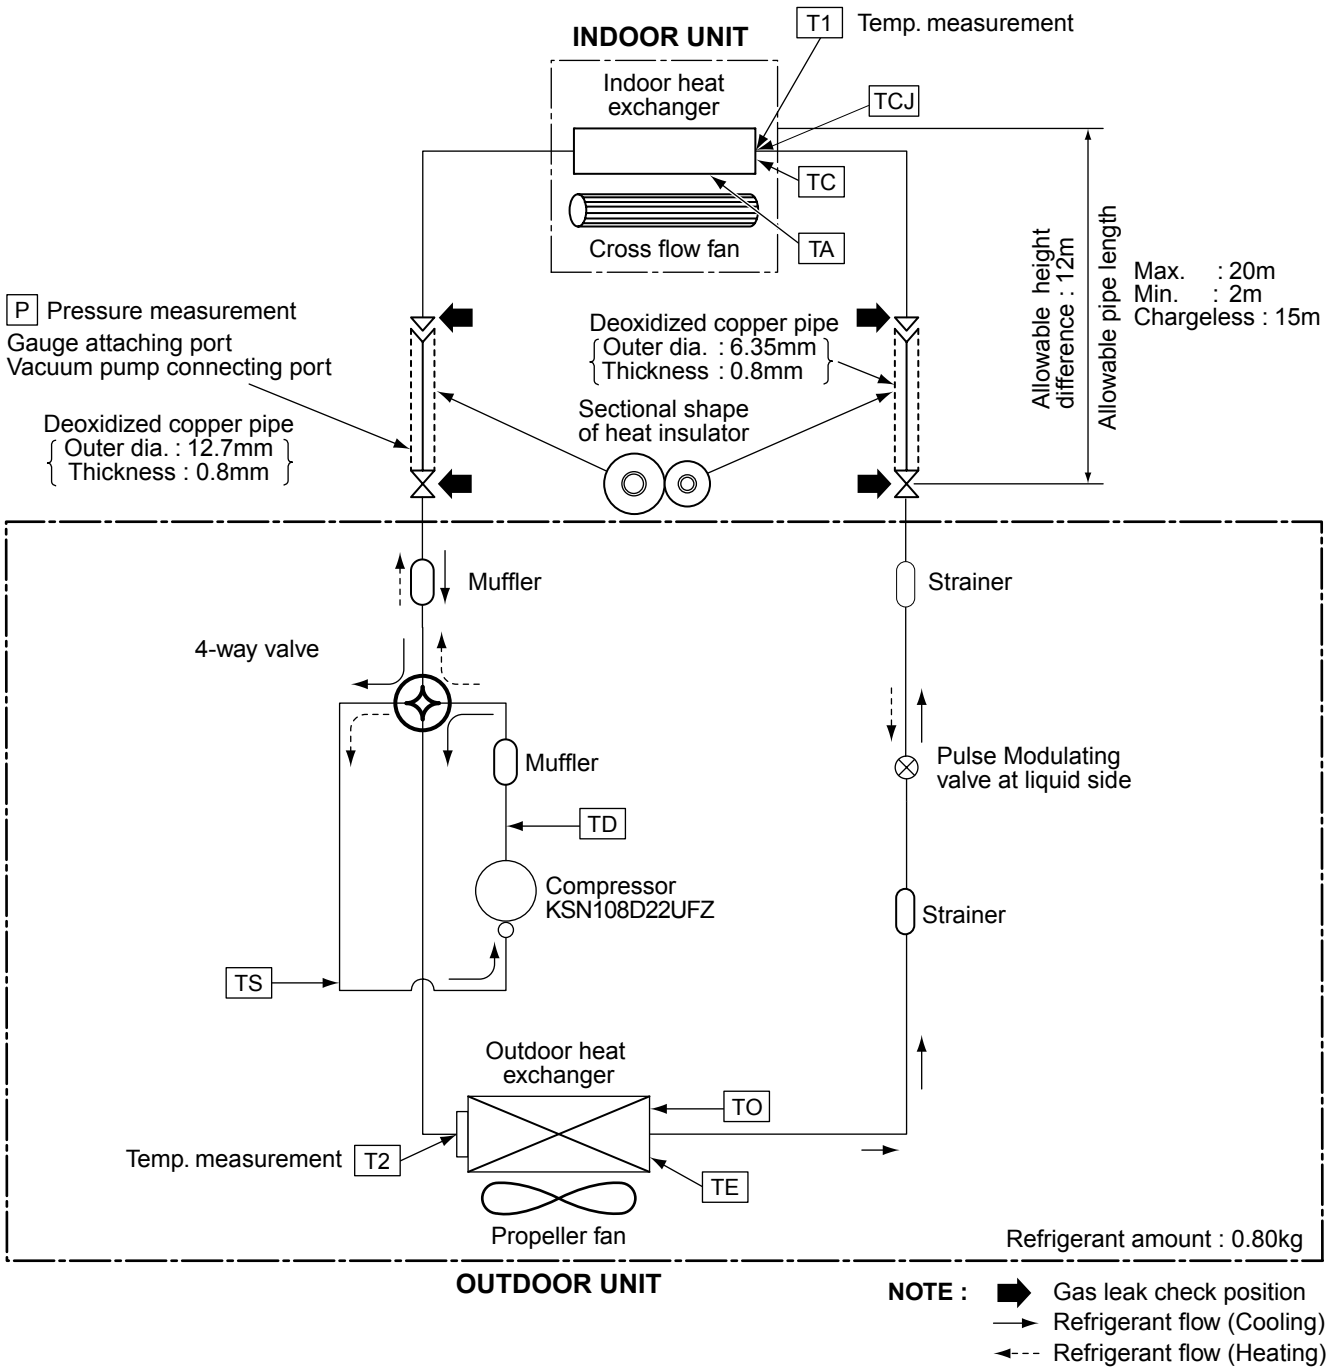 T1 Temp. measurement
INDOOR UNIT
Indoor heat
exchanger
TCJ
TC
Cross flow fan
TA
Allowable height
difference : 12m
Allowable pipe length
Max. : 20m
Min. : 2m
Chargeless : 15m
P Pressure measurement
Gauge attaching port
Vacuum pump connecting port
Deoxidized copper pipe
Outer dia. : 6.35mm
Thickness : 0.8mm
Deoxidized copper pipe
Outer dia. : 12.7mm
Thickness : 0.8mm
Sectional shape
of heat insulator
Muffler
Strainer
4-way valve
Muffler
Pulse Modulating
valve at liquid side
TD
Compressor
KSN108D22UFZ
Strainer
TS
Outdoor heat
exchanger
TO
Temp. measurement T2
TE
Propeller fan
Refrigerant amount : 0.80kg
OUTDOOR UNIT
NOTE : Gas leak check position
Refrigerant flow (Cooling)
Refrigerant flow (Heating)